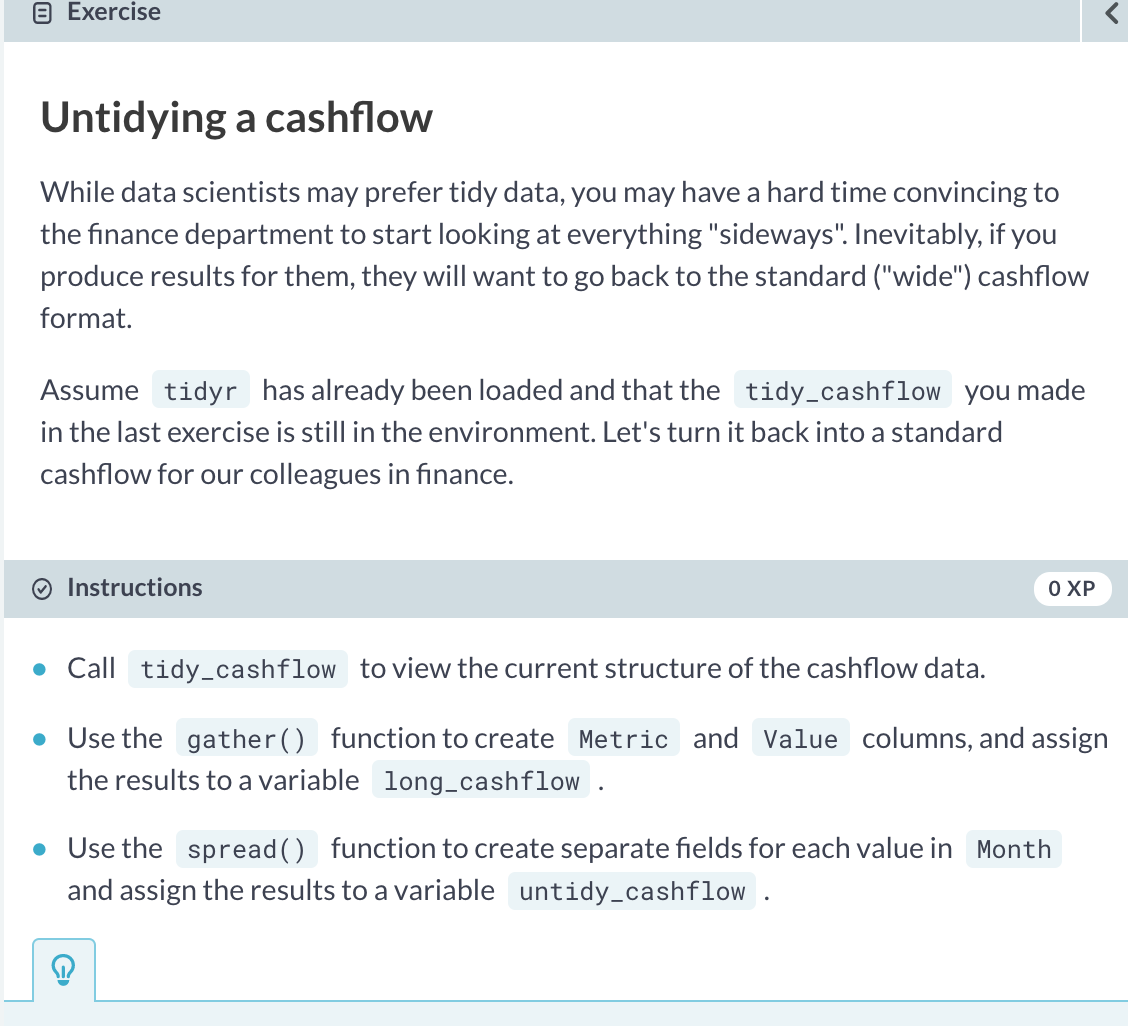 Exercise
Untidying a cashflow
While data scientists may prefer tidy data, you may have a hard time convincing to
the finance department to start looking at everything "sideways". Inevitably, if you
produce results for them, they will want to go back to the standard ("wide") cashflow
format.
Assume tidyr has already been loaded and that the tidy_cashflow you made
in the last exercise is still in the environment. Let's turn it back into a standard
cashflow for our colleagues in finance.
Instructions
0 XP
Call tidy_cashflow to view the current structure of the cashflow data.
Use the gather() function to create Metric and Value columns, and assign
the results to a variable long_cashflow .
Use the spread() function to create separate fields for each value in Month
and assign the results to a variable untidy_cashflow .